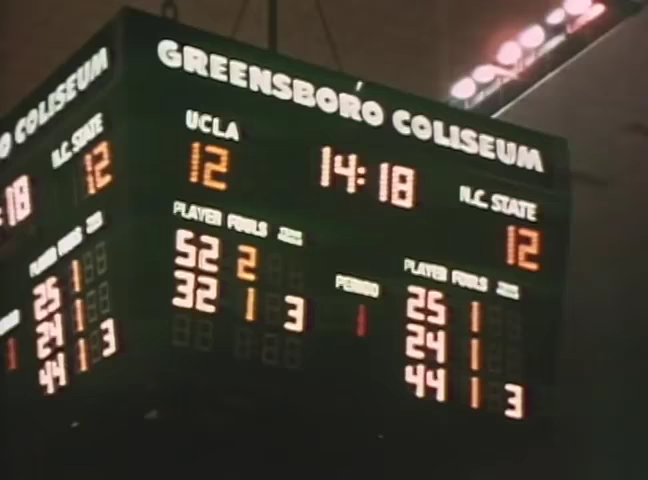 GREENSBORO COLISEUM
UCLA
12
14:18
N.C. STATE
12
PLAYER FOULS
52 2
32 1 3
PERIOD
1
PLAYER FOULS
25 1
24 1
44 1 3
O COLISEUM
N.C. STATE
12
:18
PLAYER FOULS
25 1
24 1
44 1 3
1